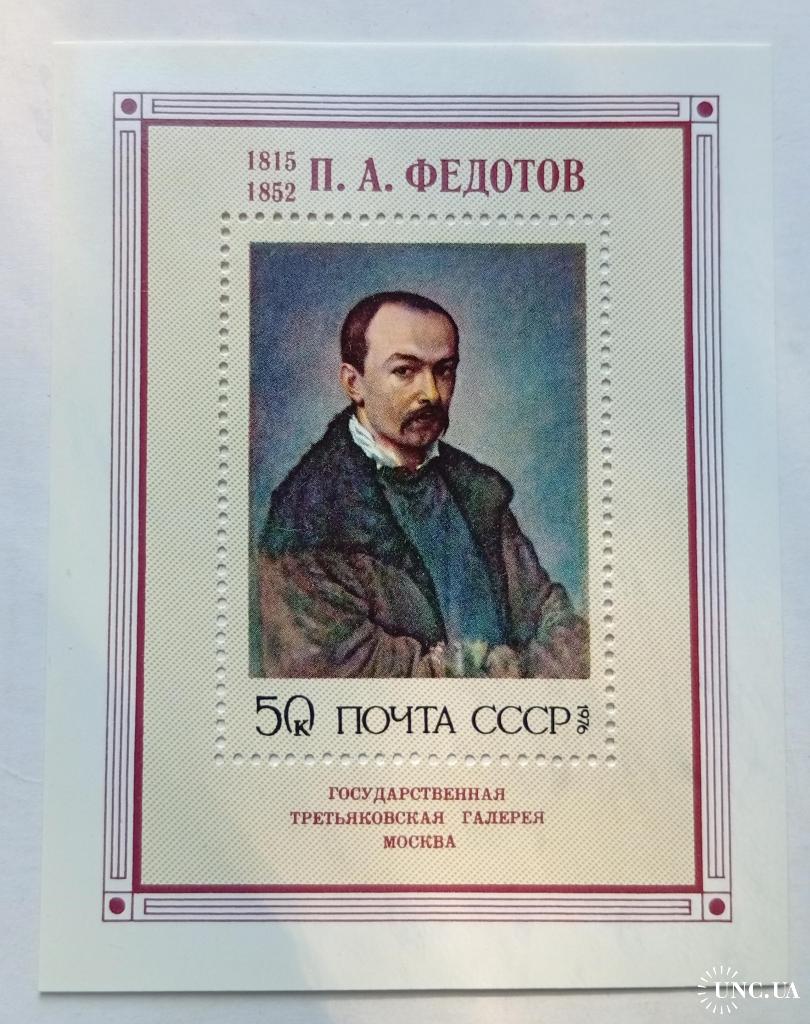 1815
1852
П. А. ФЕДОТОВ
50к ПОЧТА СССР 1976
ГОСУДАРСТВЕННАЯ
ТРЕТЬЯКОВСКАЯ ГАЛЕРЕЯ
МОСКВА
UNC.UA